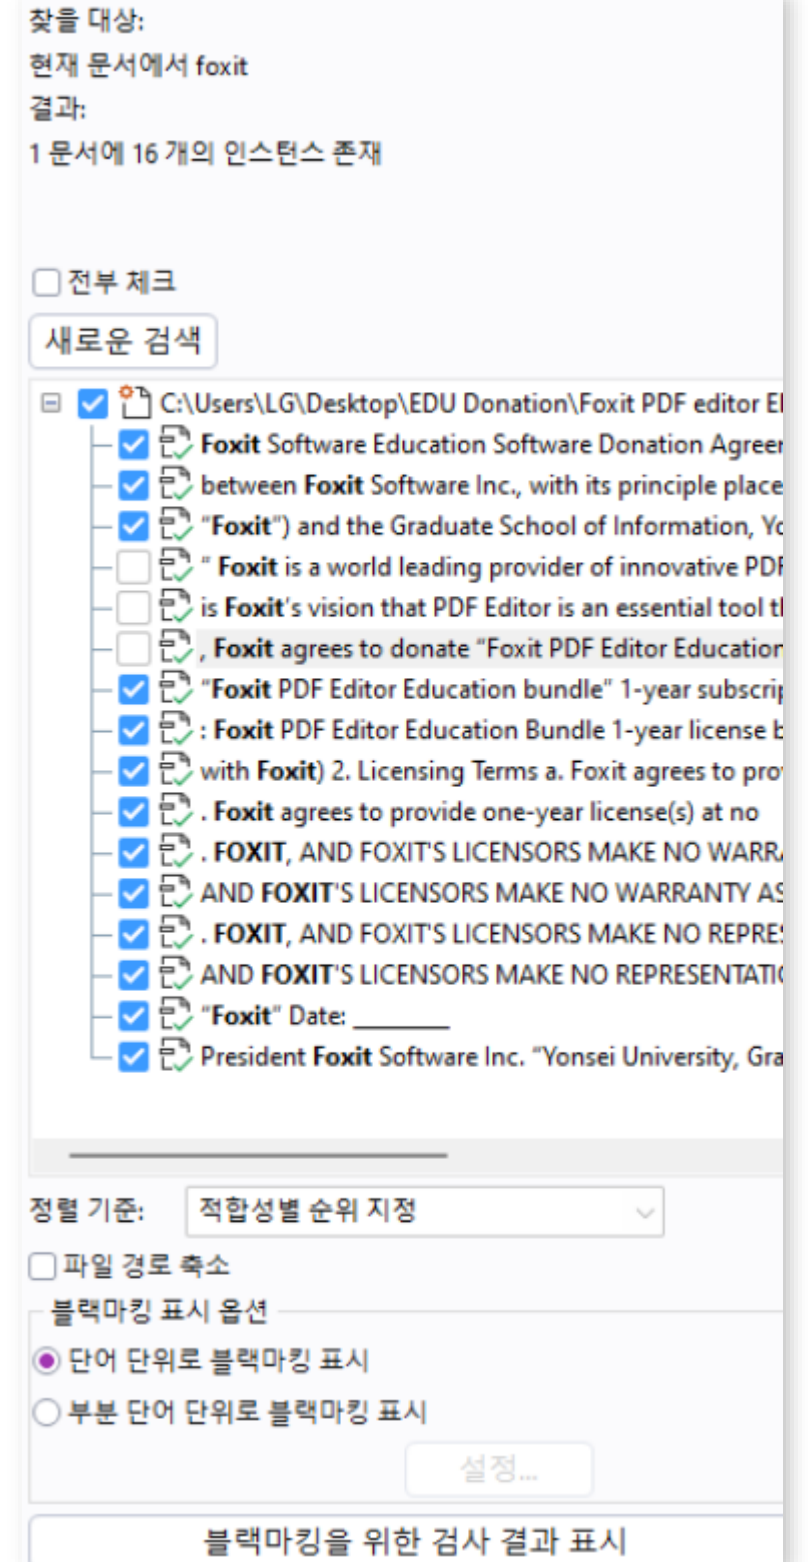 찾을 대상:
현재 문서에서 foxit
결과:
1 문서에 16 개의 인스턴스 존재
전부 체크
새로운 검색
C:\Users\LG\Desktop\EDU Donation\Foxit PDF editor
Foxit Software Education Software Donation
between Foxit Software Inc., with its principle place
"Foxit") and the Graduate School of Information,
" Foxit is a world leading provider of innovative PDF
is Foxit's vision that PDF Editor is an essential tool
, Foxit agrees to donate "Foxit PDF Editor Education
"Foxit PDF Editor Education bundle" 1-year
: Foxit PDF Editor Education Bundle 1-year license
with Foxit) 2. Licensing Terms a. Foxit agrees to
. Foxit agrees to provide one-year license(s) at no
. FOXIT, AND FOXIT'S LICENSORS MAKE NO
AND FOXIT'S LICENSORS MAKE NO WARRANTY AS
. FOXIT, AND FOXIT'S LICENSORS MAKE NO
AND FOXIT'S LICENSORS MAKE NO
"Foxit" Date: ________
President Foxit Software Inc. "Yonsei University,
정렬 기준: 적합성별 순위 지정
파일 경로 축소
블랙마킹 표시 옵션
단어 단위로 블랙마킹 표시
부분 단어 단위로 블랙마킹 표시
설정...
블랙마킹을 위한 검사 결과 표시